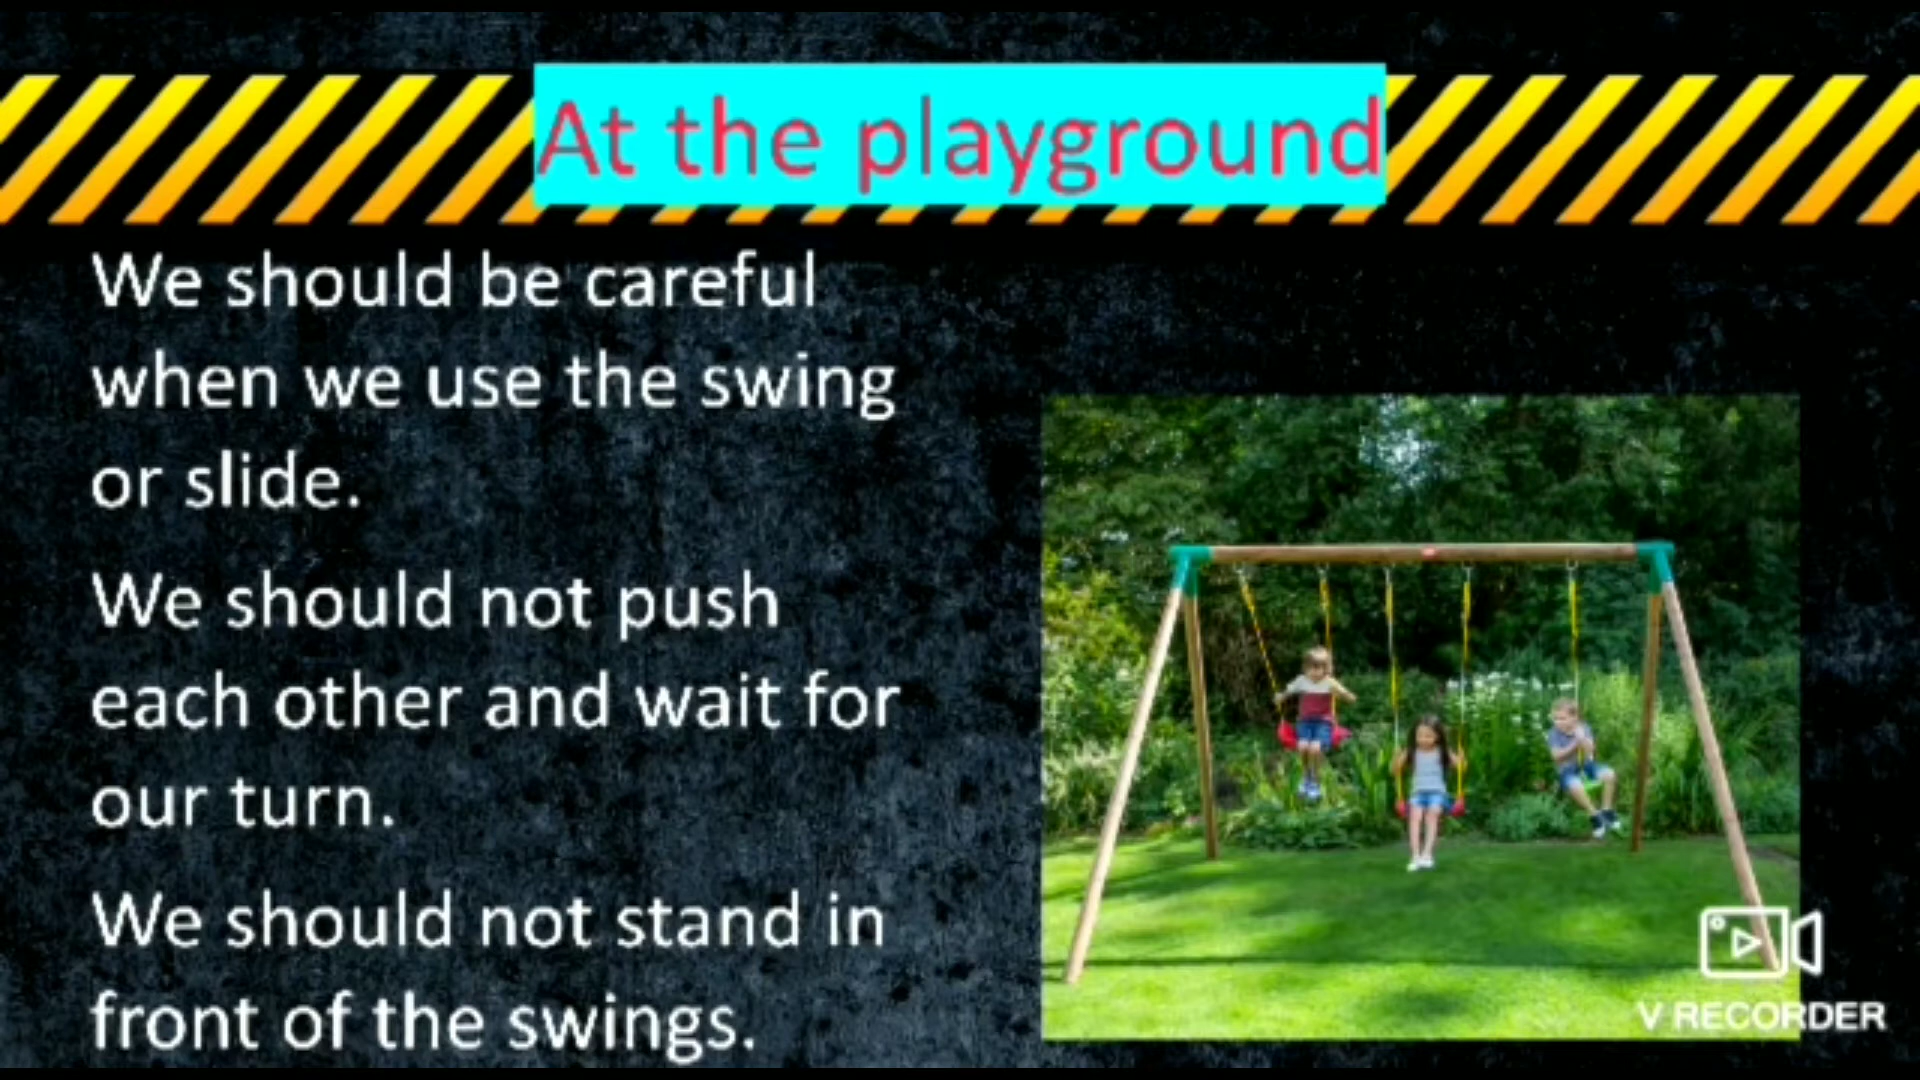 At the playground
We should be careful
when we use the swing
or slide.
We should not push
each other and wait for
our turn.
We should not stand in
front of the swings.
V RECORDER